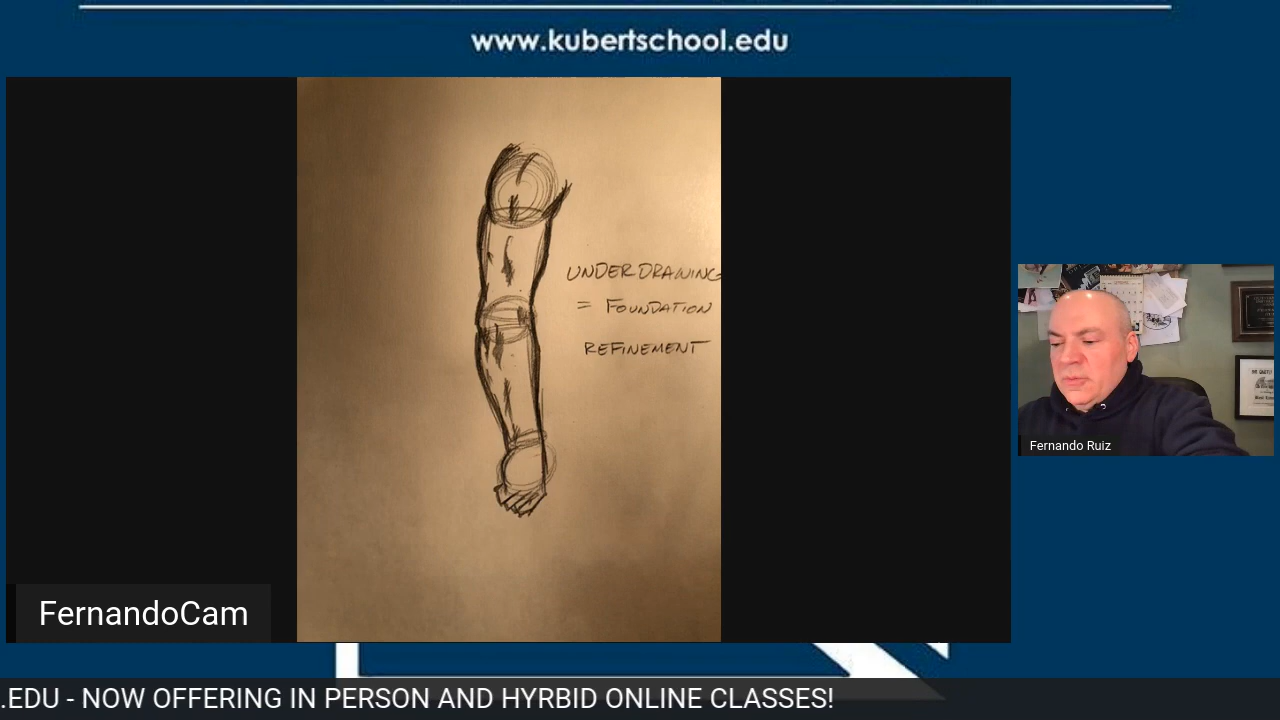 www.kubertschool.edu
UNDERDRAWING
= FOUNDATION
REFINEMENT
Fernando Ruiz
FernandoCam
.EDU - NOW OFFERING IN PERSON AND HYRBID ONLINE CLASSES!